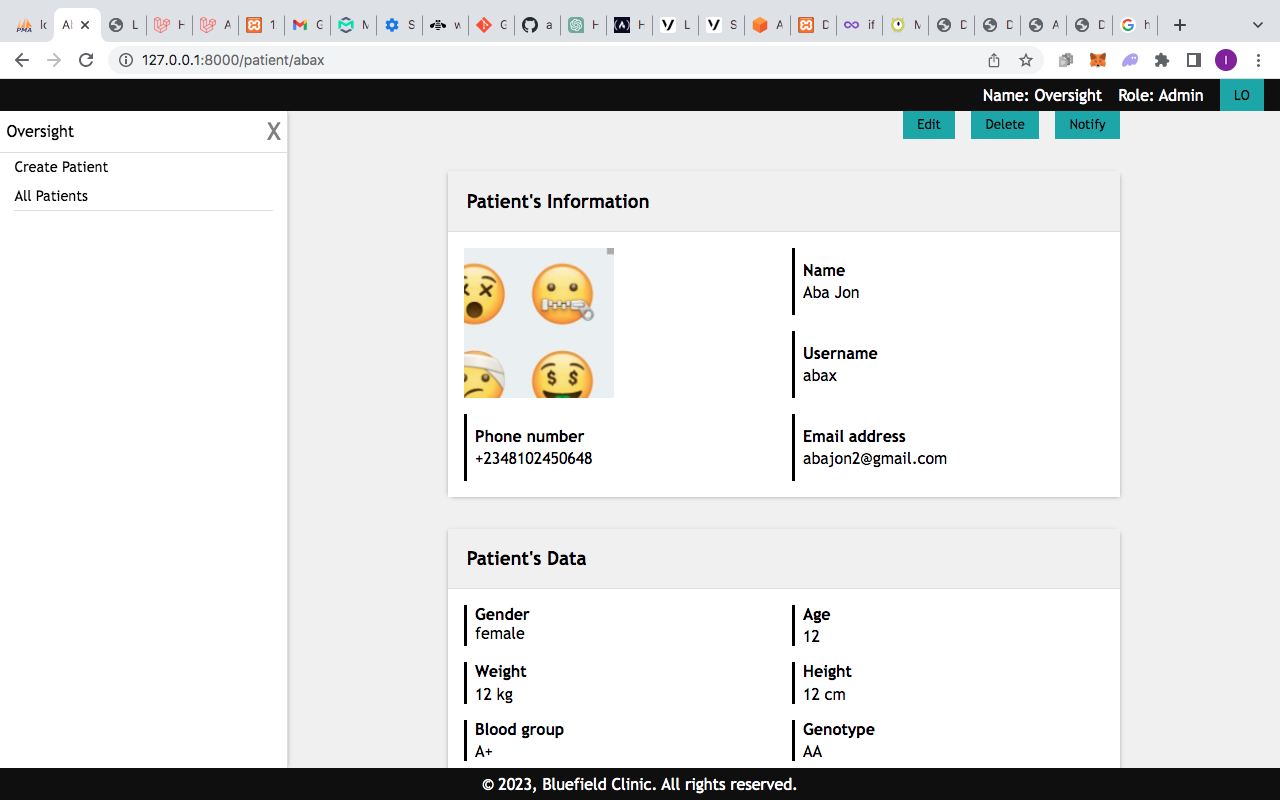 lo
Al
L
H
A
1
G
M
S
w
G
a
H
H
L
S
A
D
if
M
D
D
A
D
h
127.0.0.1:8000/patient/abax
I
Name: Oversight Role: Admin LO
Oversight X
Create Patient
All Patients
Edit Delete Notify
Patient's Information
Name
Aba Jon
Username
abax
Phone number
+2348102450648
Email address
abajon2@gmail.com
Patient's Data
Gender
female
Age
12
Weight
12 kg
Height
12 cm
Blood group
A+
Genotype
AA
© 2023, Bluefield Clinic. All rights reserved.